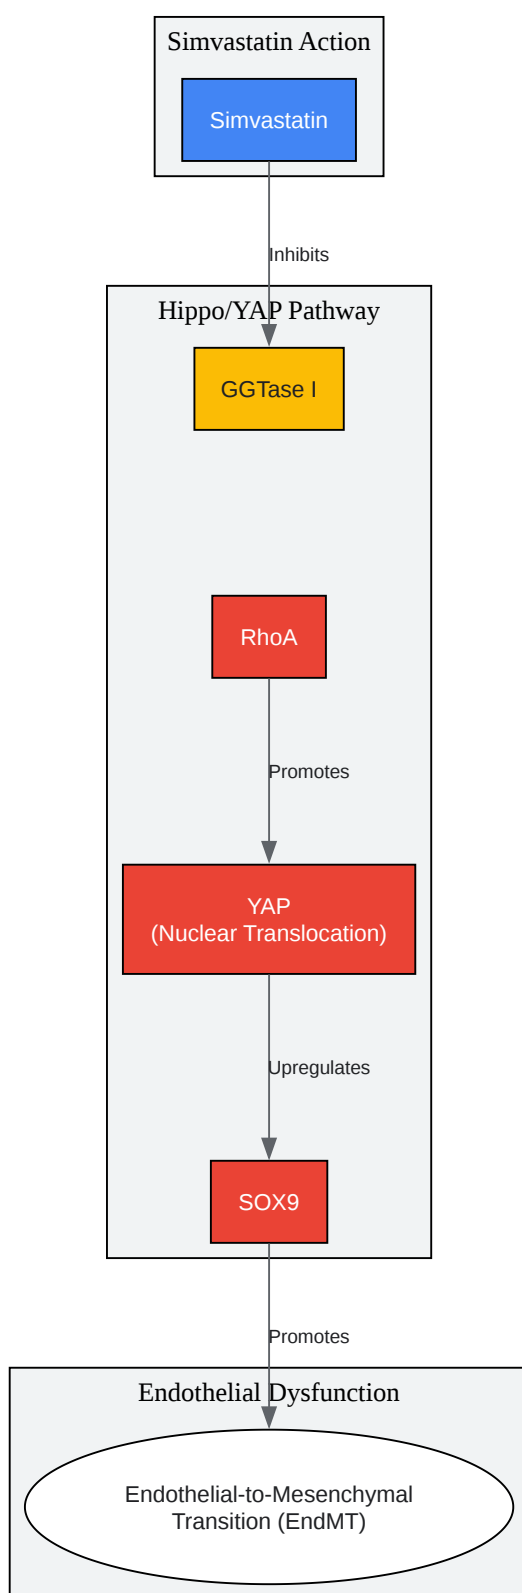 Simvastatin Action
Simvastatin
Inhibits
Hippo/YAP Pathway
GGTase I
RhoA
Promotes
YAP
(Nuclear Translocation)
Upregulates
SOX9
Promotes
Endothelial Dysfunction
Endothelial-to-Mesenchymal
Transition (EndMT)